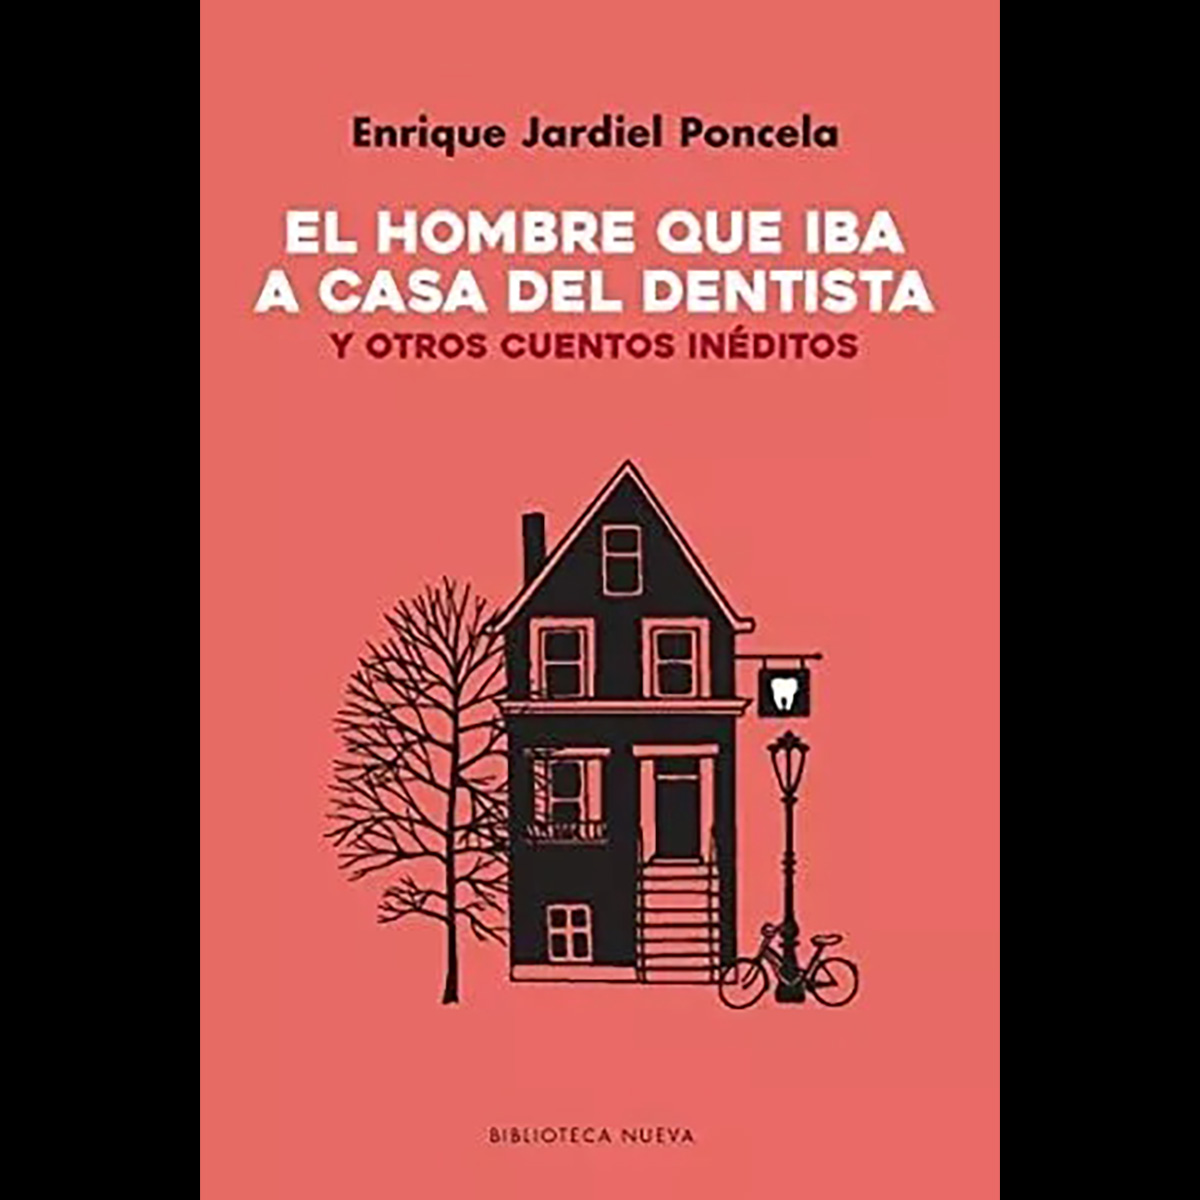 Enrique Jardiel Poncela
EL HOMBRE QUE IBA
A CASA DEL DENTISTA
Y OTROS CUENTOS INÉDITOS
BIBLIOTECA NUEVA